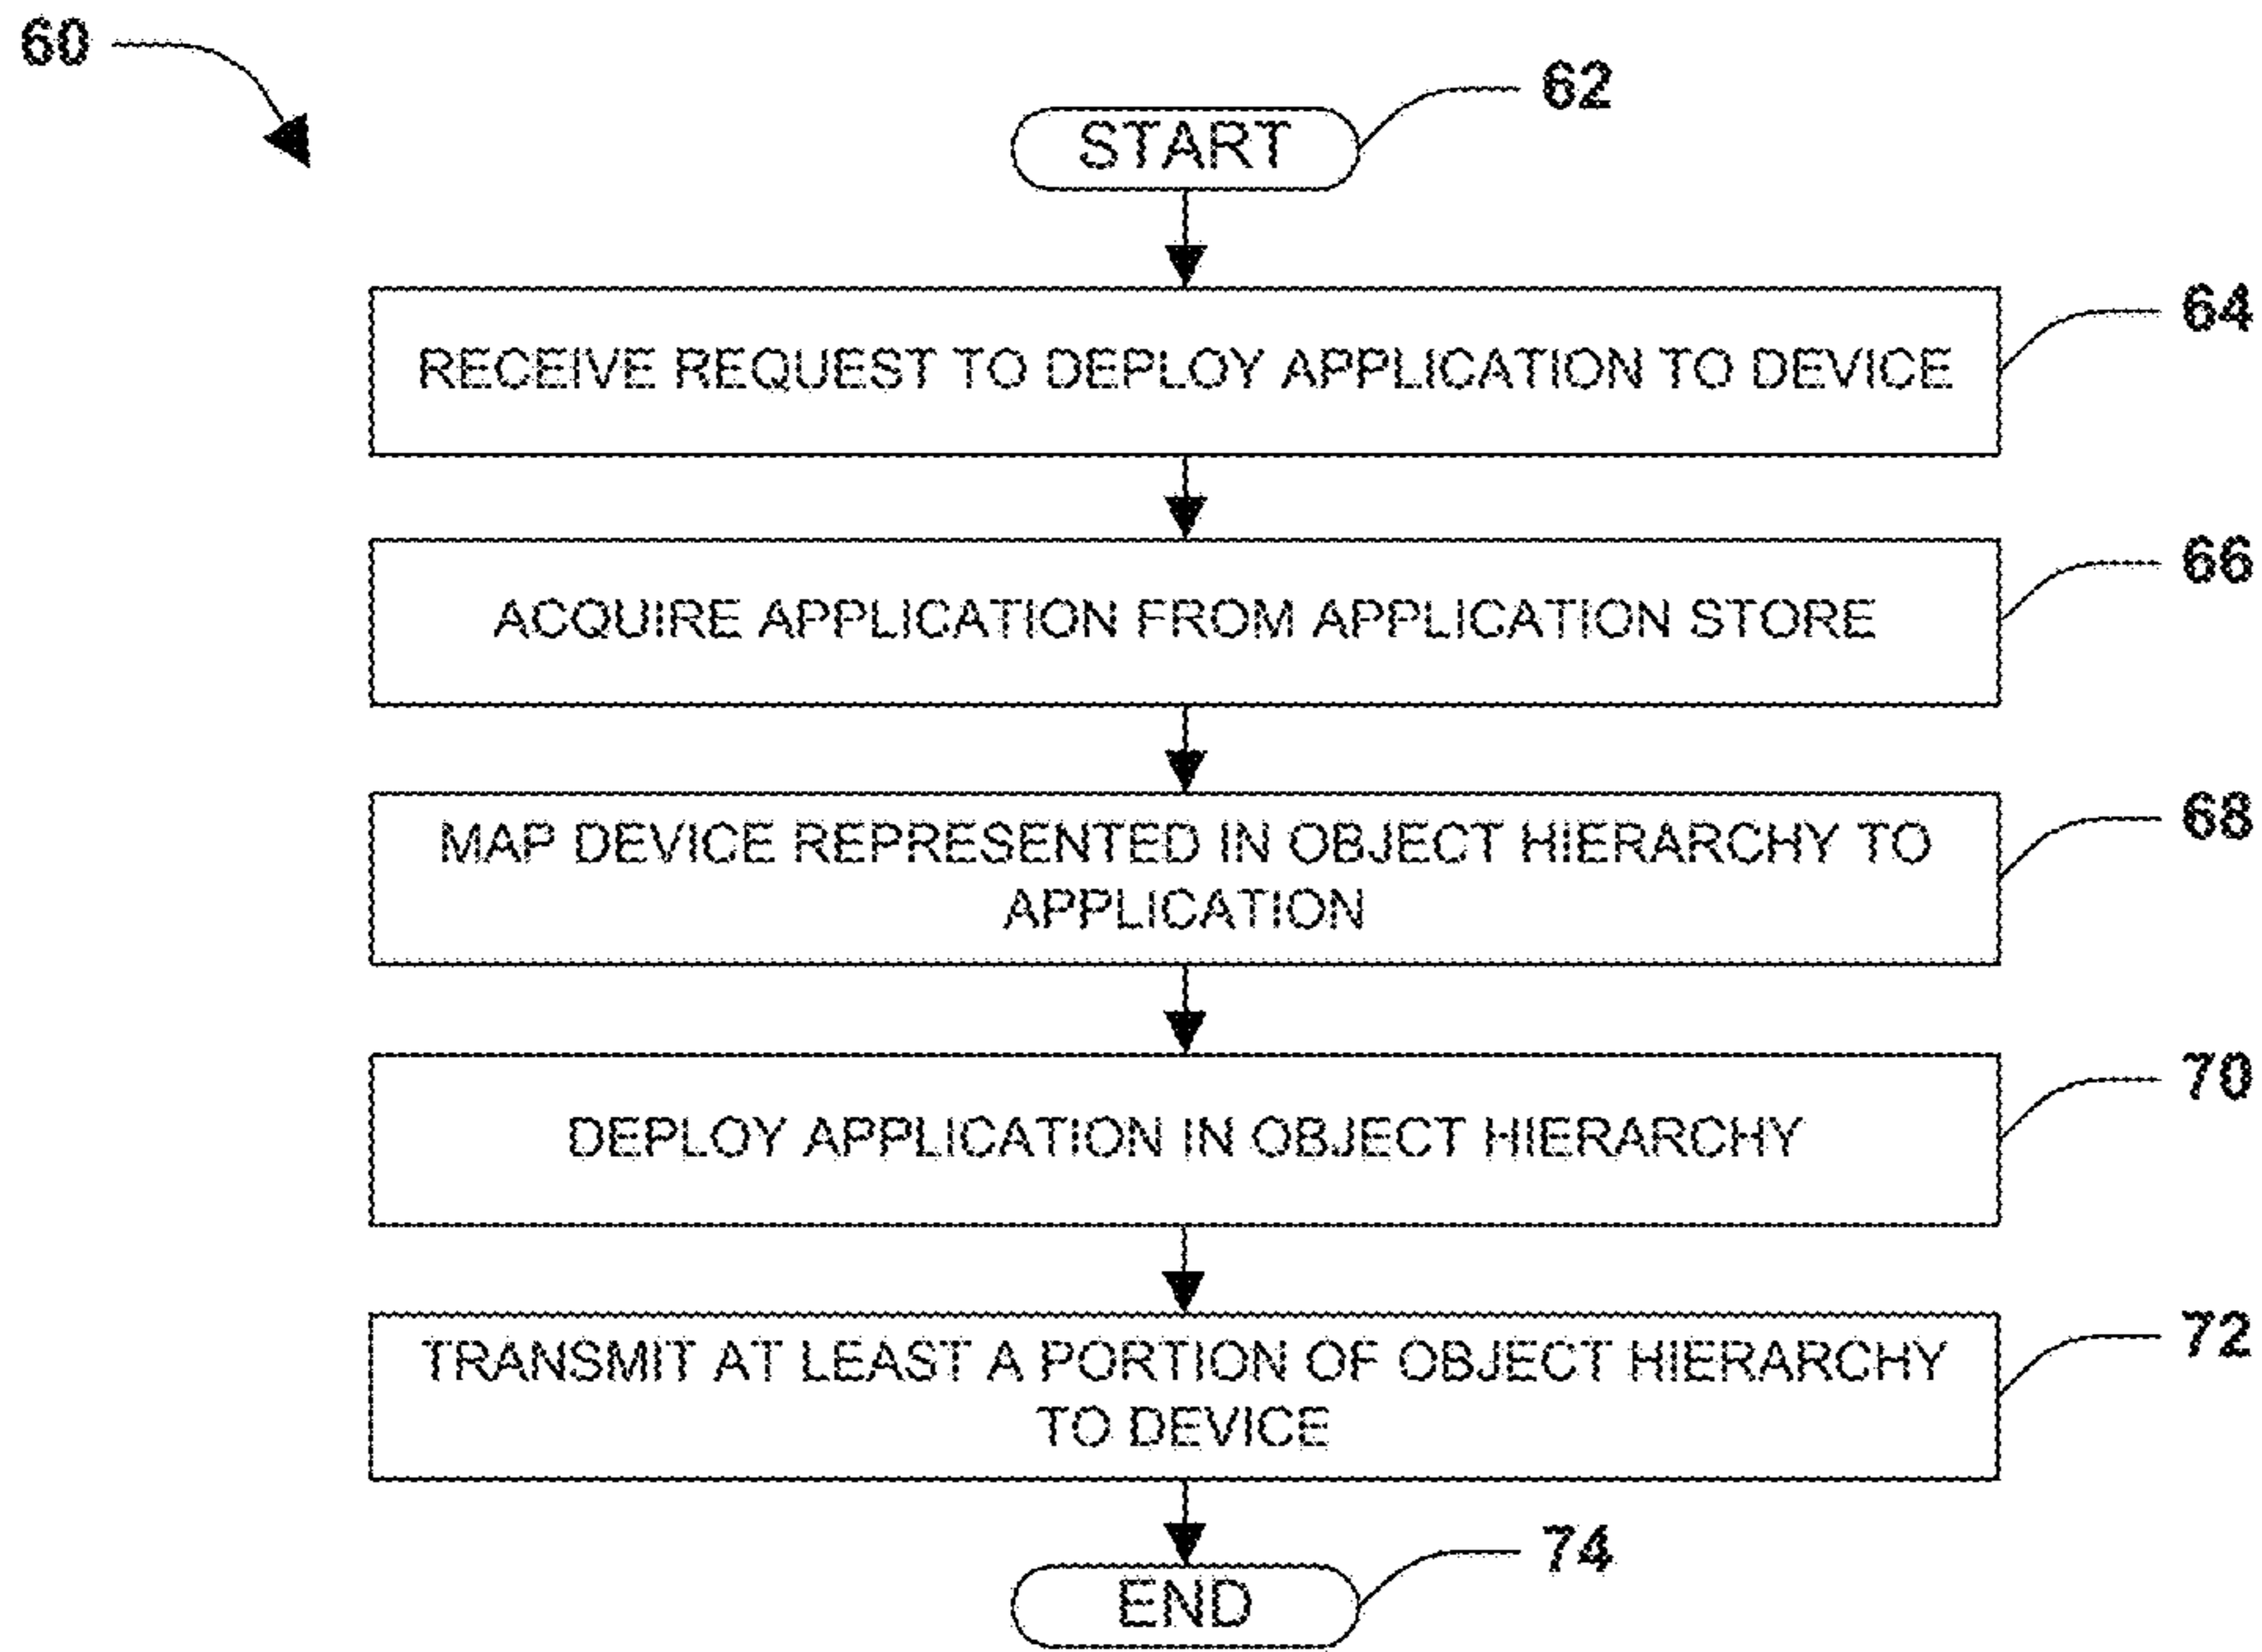 60
START
62
RECEIVE REQUEST TO DEPLOY APPLICATION TO DEVICE
64
ACQUIRE APPLICATION FROM APPLICATION STORE
66
MAP DEVICE REPRESENTED IN OBJECT HIERARCHY TO
APPLICATION
68
DEPLOY APPLICATION IN OBJECT HIERARCHY
70
TRANSMIT AT LEAST A PORTION OF OBJECT HIERARCHY
TO DEVICE
72
END
74